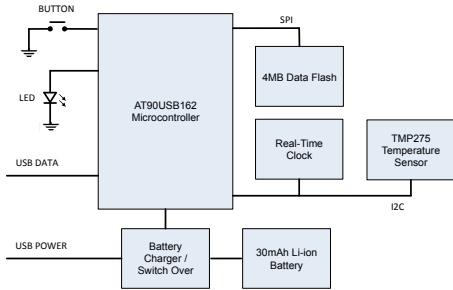 BUTTON
SPI
4MB Data Flash
LED
AT90USB162
Microcontroller
Real-Time
Clock
TMP275
Temperature
Sensor
USB DATA
I2C
USB POWER
Battery
Charger /
Switch Over
30mAh Li-ion
Battery